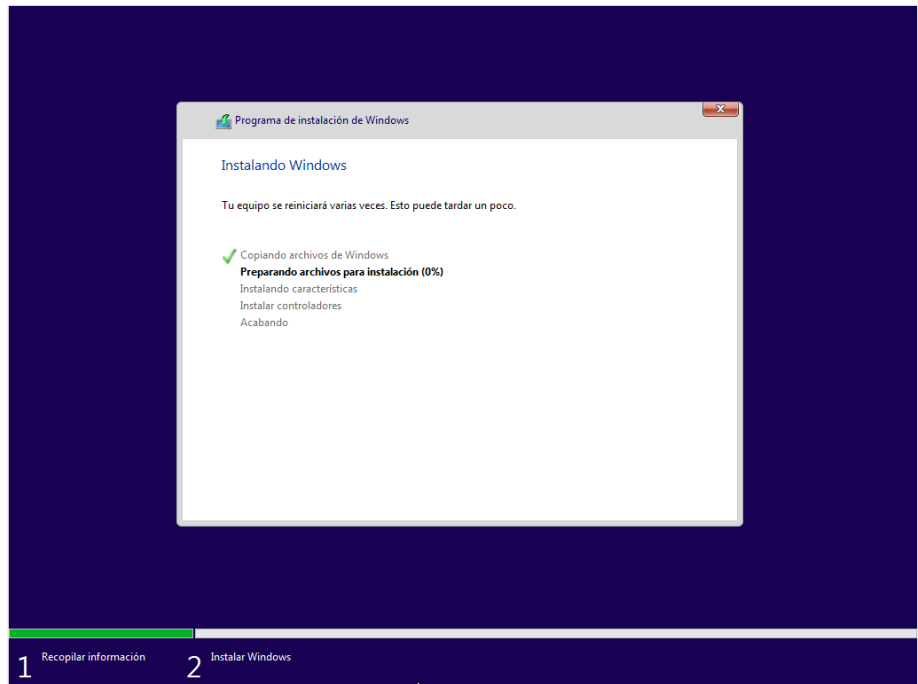 Programa de instalación de Windows
Instalando Windows
Tu equipo se reiniciará varias veces. Esto puede tardar un poco.
Copiando archivos de Windows
Preparando archivos para instalación (0%)
Instalando características
Instalar controladores
Acabando
1 Recopilar información
2 Instalar Windows